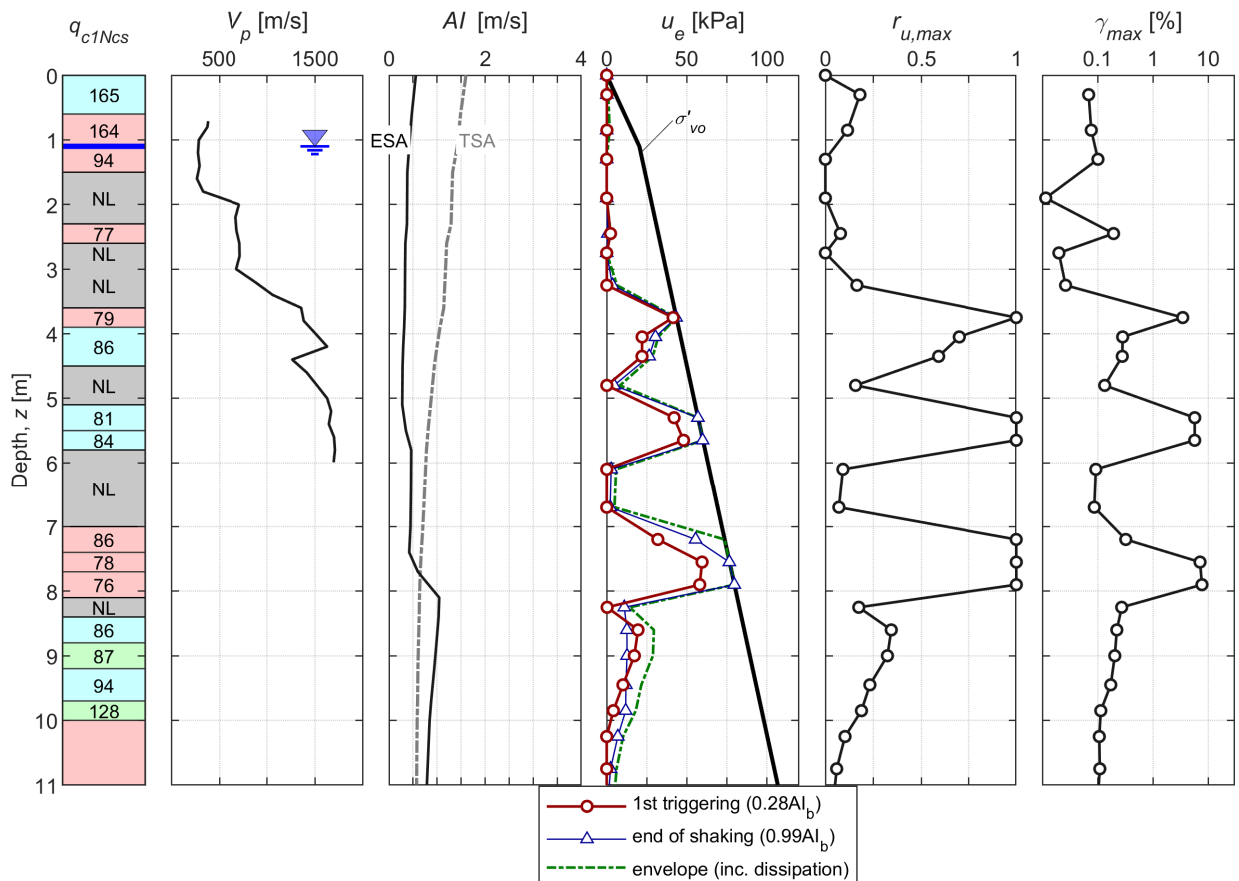 q_c1Ncs
V_p [m/s]
AI [m/s]
u_e [kPa]
r_u,max
γ_max [%]
500 1500
0 2 4
0 50 100
0 0.5 1
0.1 1 10
Depth, z [m]
0
1
2
3
4
5
6
7
8
9
10
11
165
164
94
NL
77
NL
NL
79
86
NL
81
84
NL
86
78
76
NL
86
87
94
128
ESA
TSA
σ'_vo
1st triggering (0.28AI_b)
end of shaking (0.99AI_b)
envelope (inc. dissipation)